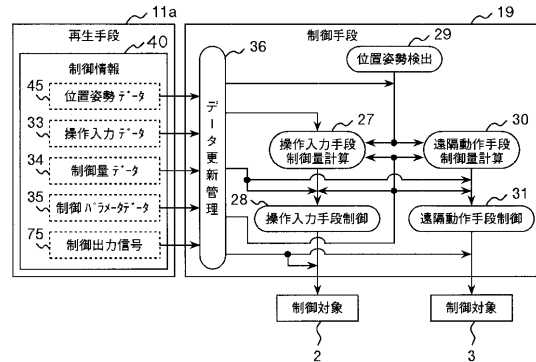 11a
再生手段
40
制御情報
45
位置姿勢データ
33
操作入力データ
34
制御量データ
35
制御パラメータデータ
75
制御出力信号
36
データ更新管理
19
制御手段
29
位置姿勢検出
27
操作入力手段
制御量計算
30
遠隔動作手段
制御量計算
28
操作入力手段制御
31
遠隔動作手段制御
制御対象
2
制御対象
3